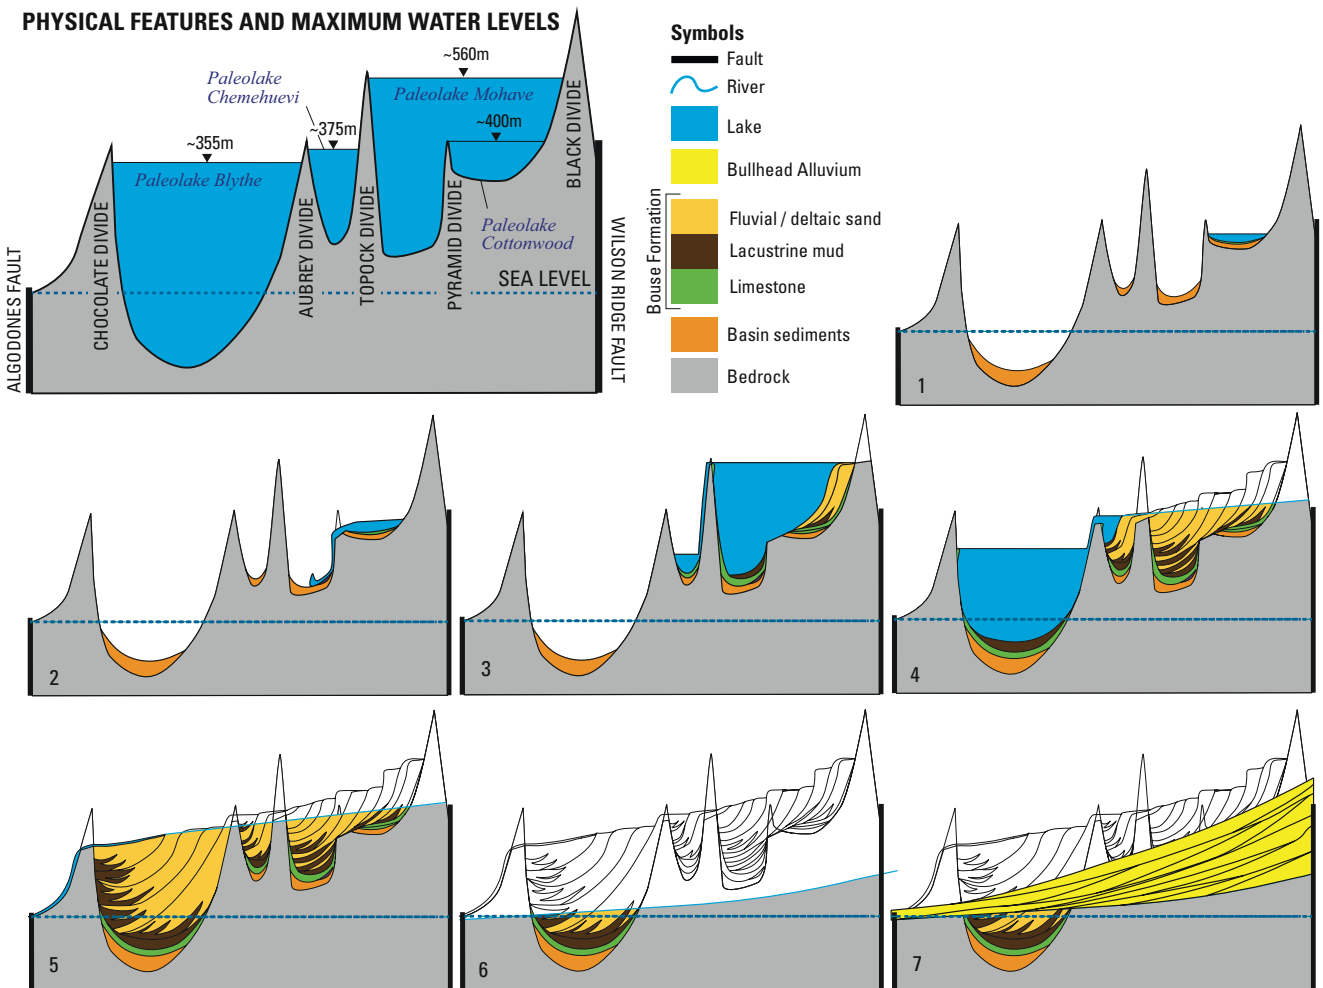 PHYSICAL FEATURES AND MAXIMUM WATER LEVELS
~560m
Paleolake
Chemehuevi
Paleolake Mohave
~375m
~400m
~355m
Paleolake Blythe
Paleolake
Cottonwood
SEA LEVEL
ALGODONES FAULT
CHOCOLATE DIVIDE
AUBREY DIVIDE
TOPOCK DIVIDE
PYRAMID DIVIDE
BLACK DIVIDE
WILSON RIDGE FAULT
Symbols
Fault
River
Lake
Bullhead Alluvium
Bouse Formation
Fluvial / deltaic sand
Lacustrine mud
Limestone
Basin sediments
Bedrock
1
2
3
4
5
6
7